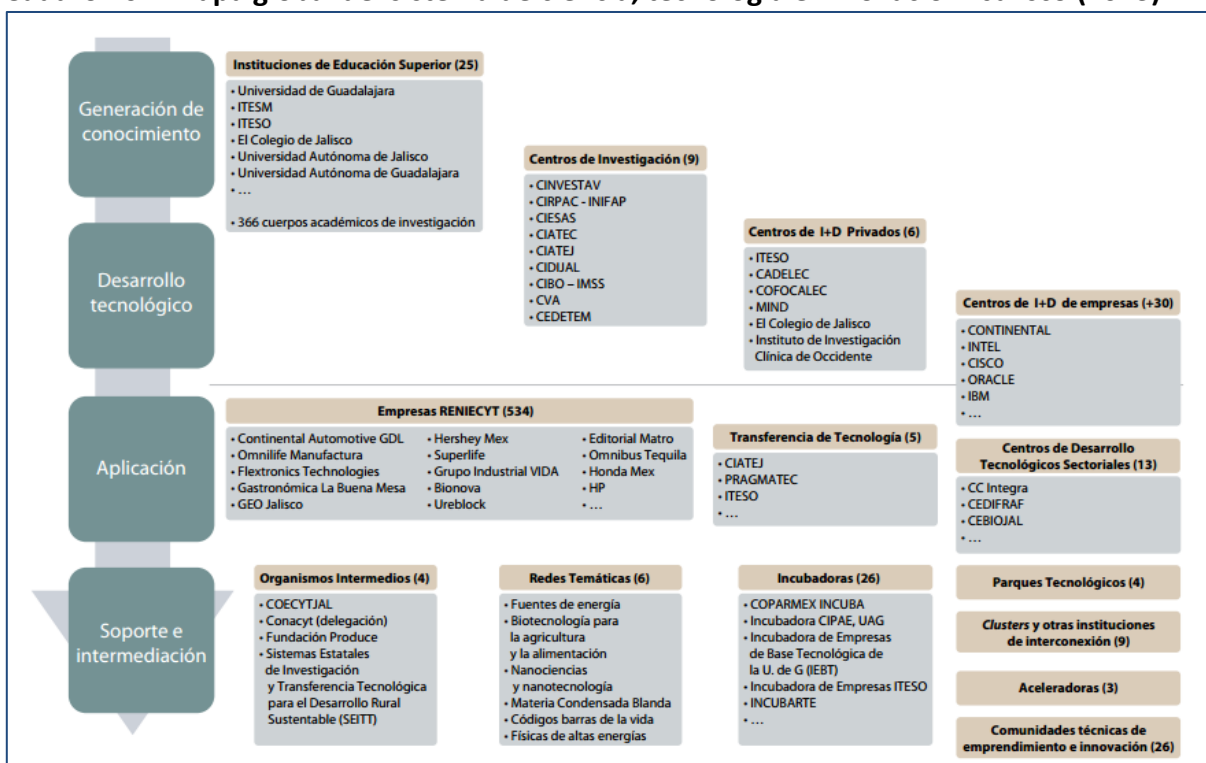 Generación de
conocimiento
Instituciones de Educación Superior (25)
• Universidad de Guadalajara
• ITESM
• ITESO
• El Colegio de Jalisco
• Universidad Autónoma de Jalisco
• Universidad Autónoma de Guadalajara
• ...
• 366 cuerpos académicos de investigación
Centros de Investigación (9)
• CINVESTAV
• CIRPAC - INIFAP
• CIESAS
• CIATEC
• CIATEJ
• CIDIJAL
• CIBO – IMSS
• CVA
• CEDETEM
Desarrollo
tecnológico
Centros de I+D Privados (6)
• ITESO
• CADELEC
• COFOCALEC
• MIND
• El Colegio de Jalisco
• Instituto de Investigación
Clínica de Occidente
Centros de I+D de empresas (+30)
• CONTINENTAL
• INTEL
• CISCO
• ORACLE
• IBM
• ...
Aplicación
Empresas RENIECYT (534)
• Continental Automotive GDL
• Omnilife Manufactura
• Flextronics Technologies
• Gastronómica La Buena Mesa
• GEO Jalisco
• Hershey Mex
• Superlife
• Grupo Industrial VIDA
• Bionova
• Ureblock
• Editorial Matro
• Omnibus Tequila
• Honda Mex
• HP
• ...
Transferencia de Tecnología (5)
• CIATEJ
• PRAGMATEC
• ITESO
• ...
Centros de Desarrollo
Tecnológicos Sectoriales (13)
• CC Integra
• CEDIFRAF
• CEBIOJAL
• ...
Soporte e
intermediación
Organismos Intermedios (4)
• COECYTJAL
• Conacyt (delegación)
• Fundación Produce
• Sistemas Estatales
de Investigación
y Transferencia Tecnológica
para el Desarrollo Rural
Sustentable (SEITT)
Redes Temáticas (6)
• Fuentes de energía
• Biotecnología para
la agricultura
y la alimentación
• Nanociencias
y nanotecnología
• Materia Condensada Blanda
• Códigos barras de la vida
• Físicas de altas energías
Incubadoras (26)
• COPARMEX INCUBA
• Incubadora CIPAE, UAG
• Incubadora de Empresas
de Base Tecnológica de
la U. de G (IEBT)
• Incubadora de Empresas ITESO
• INCUBARTE
• ...
Parques Tecnológicos (4)
Clusters y otras instituciones
de interconexión (9)
Aceleradoras (3)
Comunidades técnicas de
emprendimiento e innovación (26)